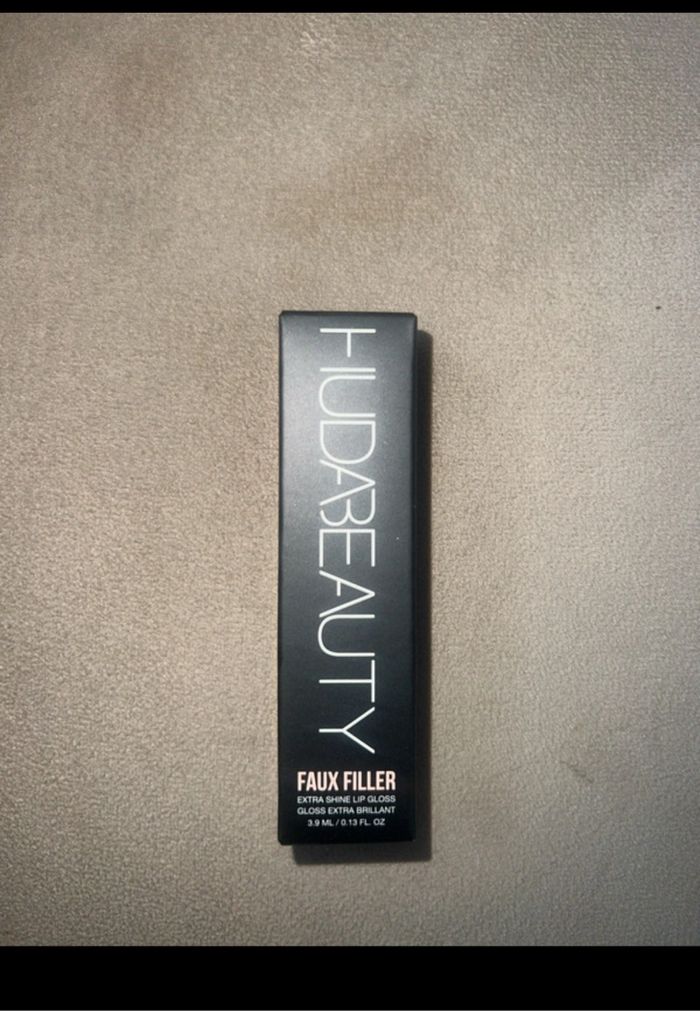 HUDABEAUTY
FAUX FILLER
EXTRA SHINE LIP GLOSS
GLOSS EXTRA BRILLANT
3.9 ML / 0.13 FL. OZ